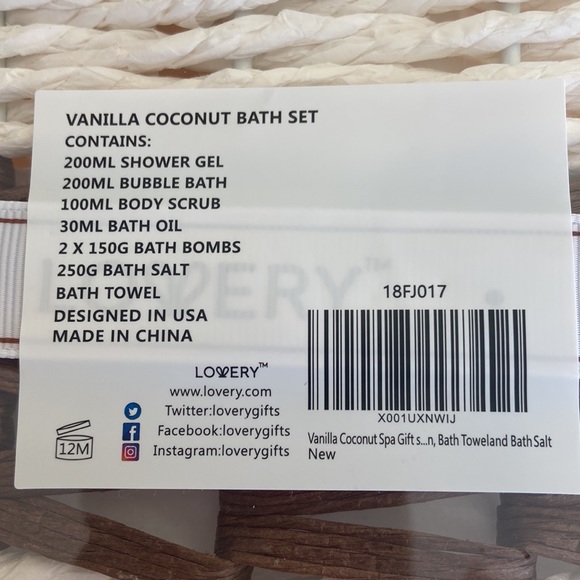 VANILLA COCONUT BATH SET
CONTAINS:
200ML SHOWER GEL
200ML BUBBLE BATH
100ML BODY SCRUB
30ML BATH OIL
2 X 150G BATH BOMBS
250G BATH SALT
BATH TOWEL
DESIGNED IN USA
MADE IN CHINA
LOVERY™
LOVERY™
www.lovery.com
Twitter:loverygifts
Facebook:loverygifts
Instagram:loverygifts
12M
18FJ017
X001UXNWIJ
Vanilla Coconut Spa Gift s...n, Bath Toweland Bath Salt
New